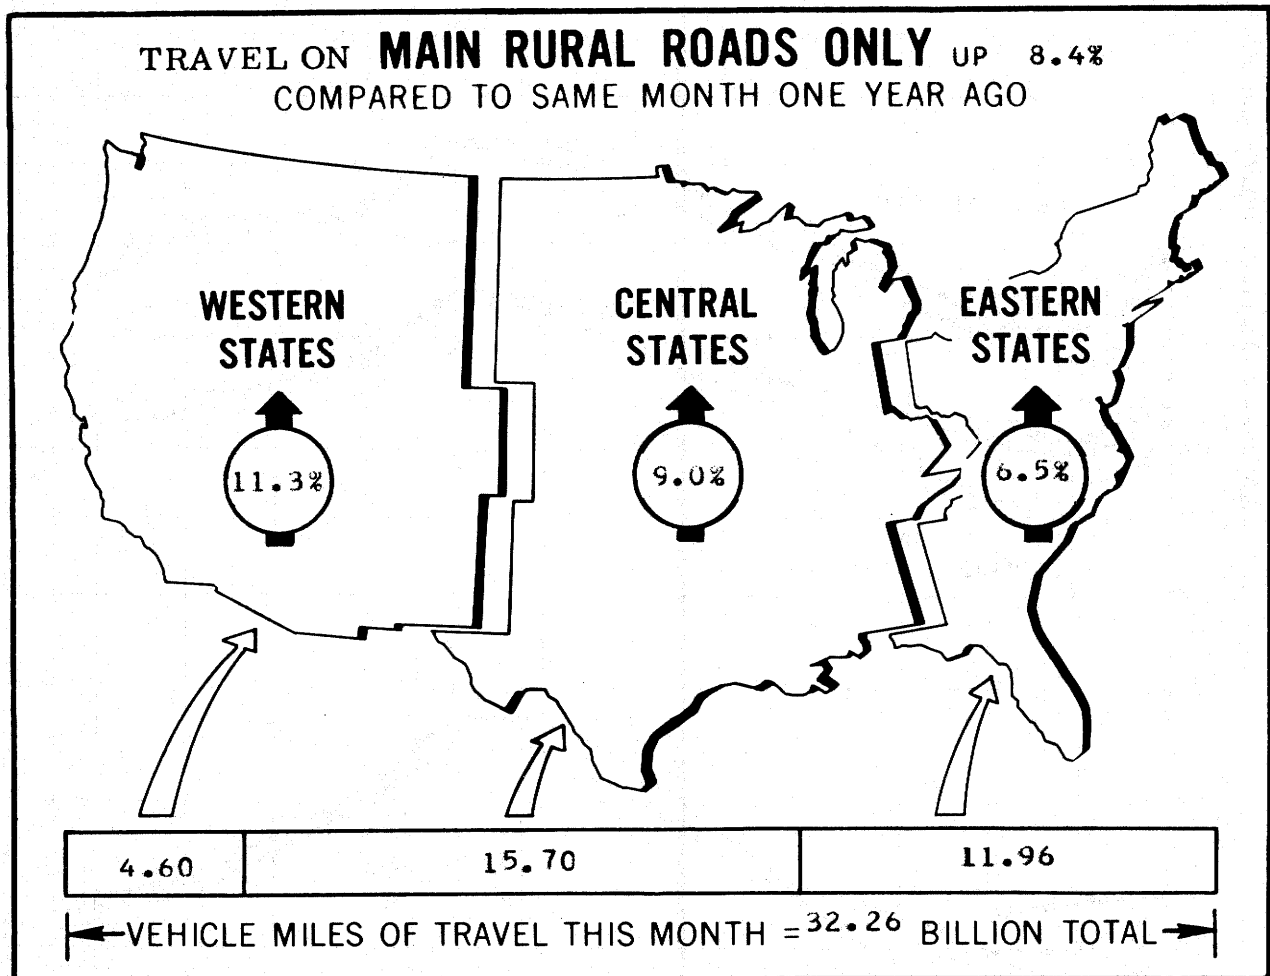 TRAVEL ON MAIN RURAL ROADS ONLY UP 8.4%
COMPARED TO SAME MONTH ONE YEAR AGO
WESTERN
STATES
11.3%
CENTRAL
STATES
9.0%
EASTERN
STATES
6.5%
4.60 15.70 11.96
VEHICLE MILES OF TRAVEL THIS MONTH = 32.26 BILLION TOTAL